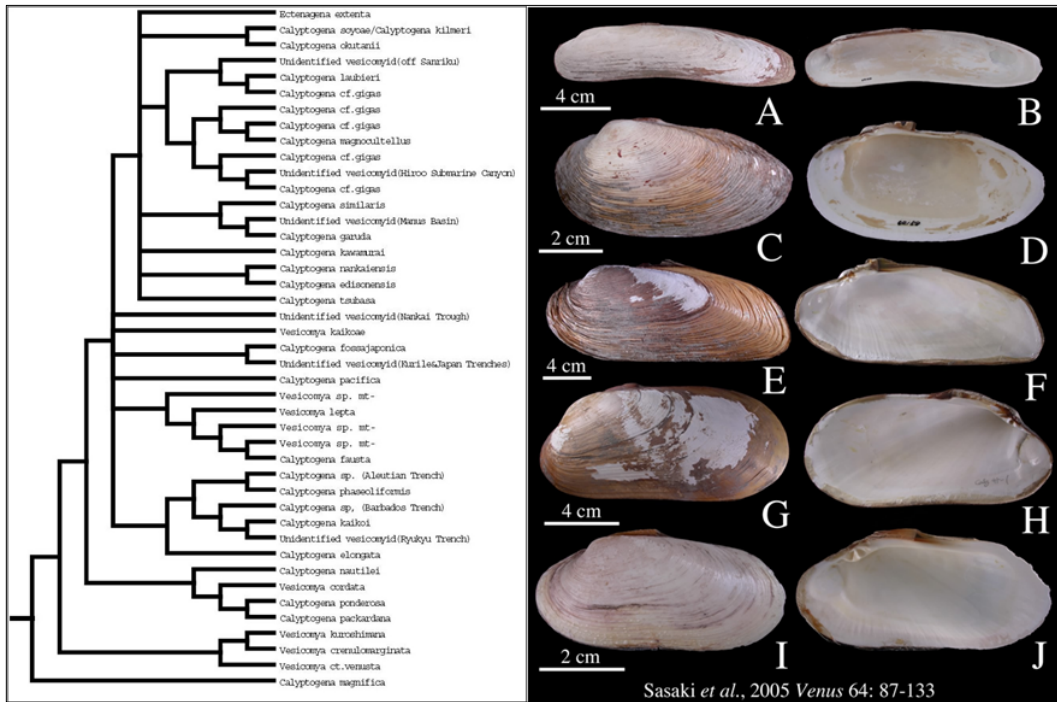 Ectenagena extenta
Calyptogena soyoae/Calyptogena kilmeri
Calyptogena okutanii
Unidentified vesicomyid(off Sanriku)
Calyptogena laubieri
Calyptogena cf.gigas
Calyptogena cf.gigas
Calyptogena cf.gigas
Calyptogena magnocultellus
Calyptogena cf.gigas
Unidentified vesicomyid(Hiroo Submarine Canyon)
Calyptogena cf.gigas
Calyptogena similaris
Unidentified vesicomyid(Manus Basin)
Calyptogena garuda
Calyptogena kawamurai
Calyptogena nankaiensis
Calyptogena edisonensis
Calyptogena tsubasa
Unidentified vesicomyid(Nankai Trough)
Vesicomya kaikoae
Calyptogena fossajaponica
Unidentified vesicomyid(Kurile&Japan Trenches)
Calyptogena pacifica
Vesicomya sp. mt-
Vesicomya lepta
Vesicomya sp. mt-
Vesicomya sp. mt-
Calyptogena fausta
Calyptogena sp. (Aleutian Trench)
Calyptogena phaseoliformis
Calyptogena sp, (Barbados Trench)
Calyptogena kaikoi
Unidentified vesicomyid(Ryukyu Trench)
Calyptogena elongata
Calyptogena nautilei
Vesicomya cordata
Calyptogena ponderosa
Calyptogena packardana
Vesicomya kuroshimana
Vesicomya crenulomarginata
Vesicomya ct.venusta
Calyptogena magnifica
4 cm
A
B
2 cm
C
D
4 cm
E
F
4 cm
G
H
2 cm
I
J
Sasaki et al., 2005 Venus 64: 87-133